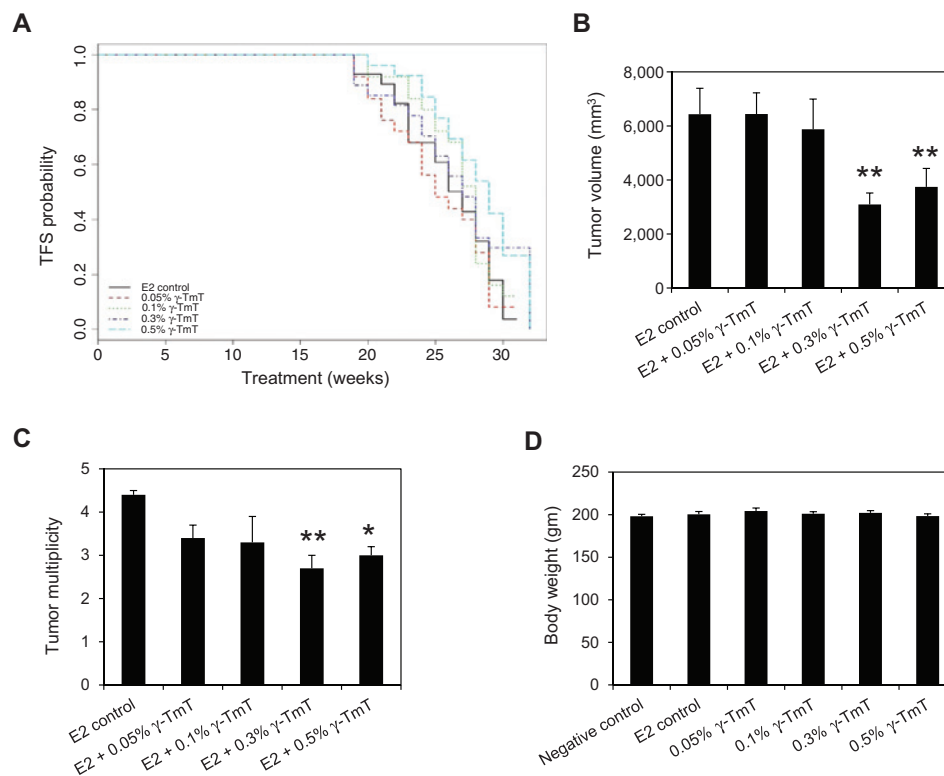 A
TFS probability
1.0
0.8
0.6
0.4
0.2
0.0
E2 control
0.05% γ-TmT
0.1% γ-TmT
0.3% γ-TmT
0.5% γ-TmT
0
5
10
15
20
25
30
Treatment (weeks)
B
Tumor volume (mm³)
8,000
6,000
4,000
2,000
0
**
**
E2 control
E2 + 0.05% γ-TmT
E2 + 0.1% γ-TmT
E2 + 0.3% γ-TmT
E2 + 0.5% γ-TmT
C
Tumor multiplicity
5
4
3
2
1
0
**
*
E2 control
E2 + 0.05% γ-TmT
E2 + 0.1% γ-TmT
E2 + 0.3% γ-TmT
E2 + 0.5% γ-TmT
D
Body weight (gm)
250
200
150
100
50
0
Negative control
E2 control
0.05% γ-TmT
0.1% γ-TmT
0.3% γ-TmT
0.5% γ-TmT